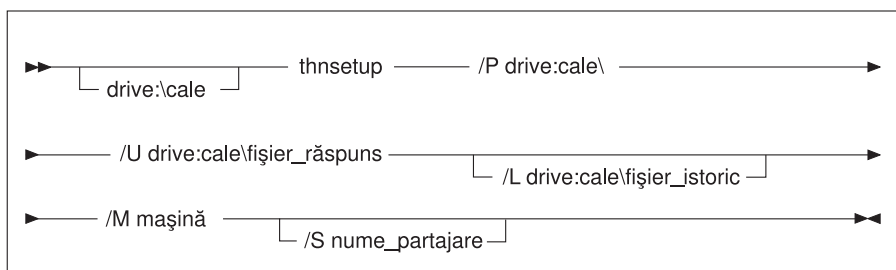 thnsetup /P drive:cale\
drive:\cale
/U drive:cale\fişier_răspuns
/L drive:cale\fişier_istoric
/M maşină
/S nume_partajare